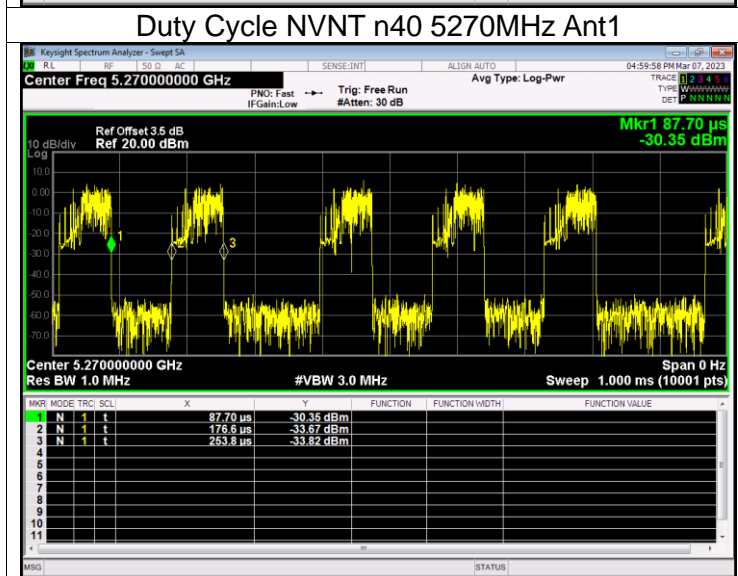 Duty Cycle NVNT n40 5270MHz Ant1
Keysight Spectrum Analyzer - Swept SA
RL RF 50 Ω AC SENSE:INT ALIGN AUTO 04:59:58 PM Mar 07, 2023
Center Freq 5.270000000 GHz Avg Type: Log-Pwr TRACE 1 2 3 4 5 6
PNO: Fast Trig: Free Run TYPE WWWWWW
IFGain:Low #Atten: 30 dB DET P NNNNN
Mkr1 87.70 µs
-30.35 dBm
Ref Offset 3.5 dB
10 dB/div Ref 20.00 dBm
Log
10.0
0.00
-10.0
-20.0
-30.0
-40.0
-50.0
-60.0
-70.0
1
2
3
Center 5.270000000 GHz Span 0 Hz
Res BW 1.0 MHz #VBW 3.0 MHz Sweep 1.000 ms (10001 pts)
MKR MODE TRC SCL X Y FUNCTION FUNCTION WIDTH FUNCTION VALUE
1 N 1 t 87.70 µs -30.35 dBm
2 N 1 t 176.6 µs -33.67 dBm
3 N 1 t 253.8 µs -33.82 dBm
4
5
6
7
8
9
10
11
MSG STATUS